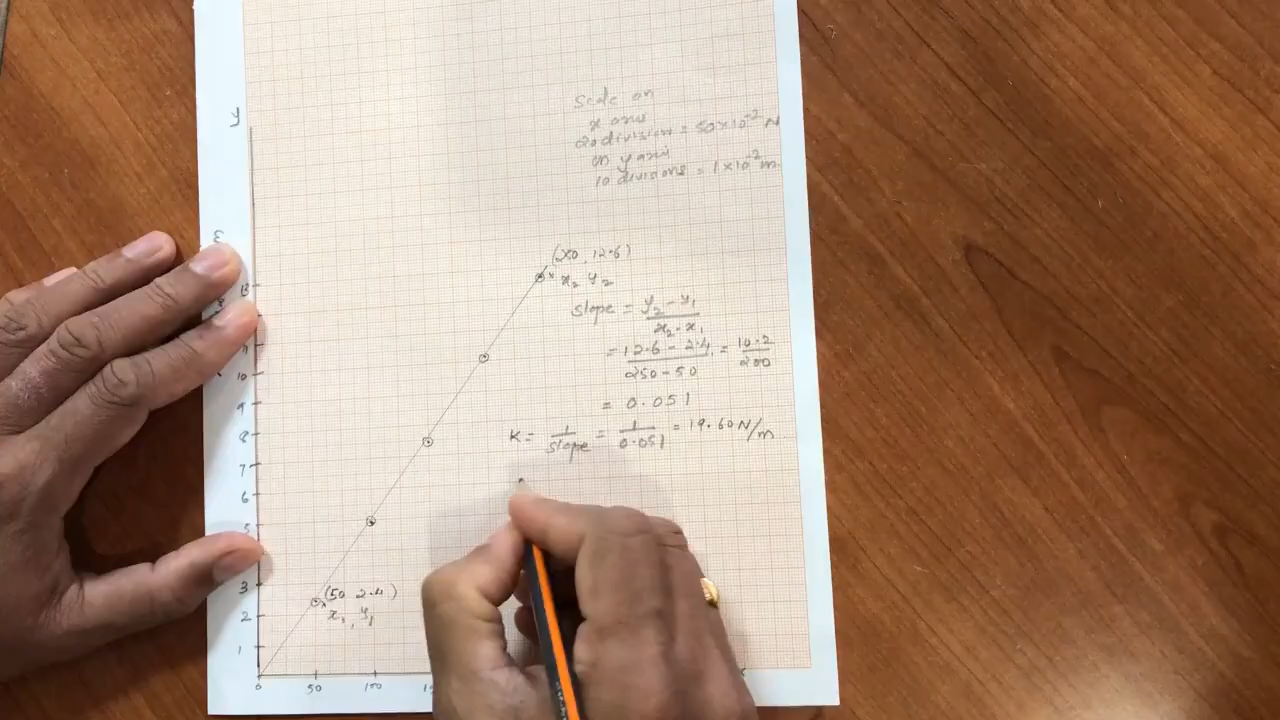 Scale on
x axis
20 division = 50×10⁻² N
on y axis
10 divisions = 1×10⁻² m.
y
(250, 12.6)
x₂ y₂
slope = y₂ - y₁ / x₂ - x₁
= 12.6 - 2.4 / 250 - 50 = 10.2 / 200
= 0.051
K = 1 / slope = 1 / 0.051 = 19.60 N/m
(50, 2.4)
x₁, y₁
13
10
9
8
7
6
5
3
2
1
0 50 100